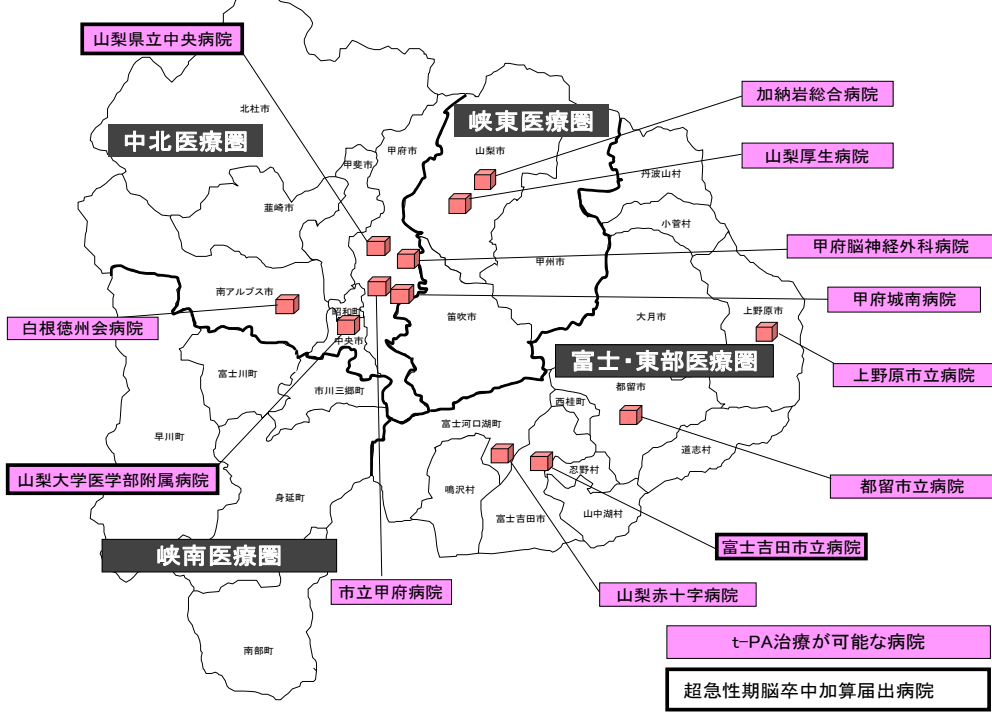 山梨県立中央病院
加納岩総合病院
北杜市
峡東医療圏
中北医療圏
甲府市
山梨市
山梨厚生病院
甲斐市
丹波山村
韮崎市
小菅村
甲府脳神経外科病院
甲州市
南アルプス市
甲府城南病院
昭和町
笛吹市
大月市
上野原市
白根徳州会病院
中央市
富士・東部医療圏
富士川町
上野原市立病院
市川三郷町
都留市
西桂町
富士河口湖町
早川町
道志村
山梨大学医学部附属病院
忍野村
都留市立病院
鳴沢村
身延町
山中湖村
富士吉田市
富士吉田市立病院
峡南医療圏
市立甲府病院
山梨赤十字病院
t-PA治療が可能な病院
南部町
超急性期脳卒中加算届出病院